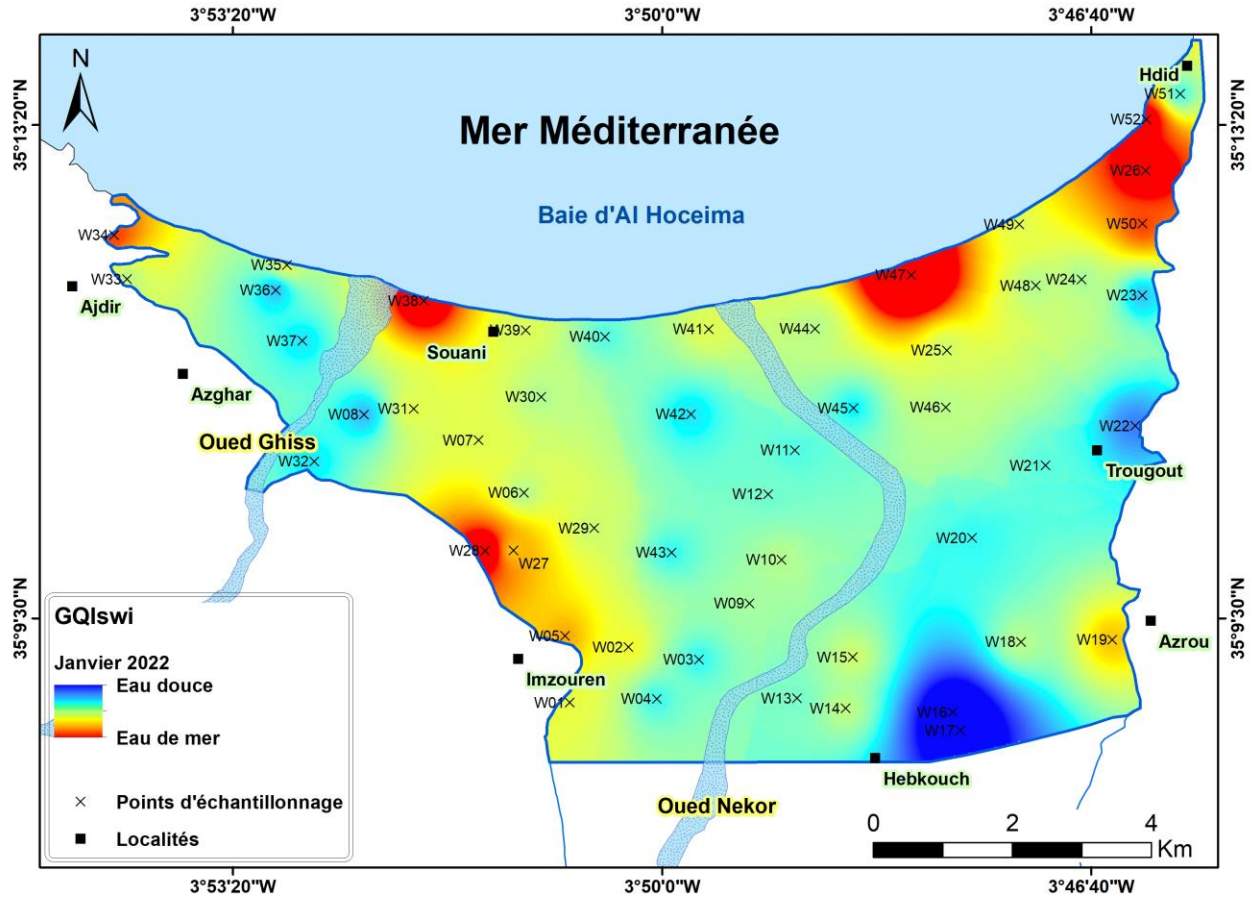 3°53'20"W
3°50'0"W
3°46'40"W
N
Hdid
W51
35°13'20"N
35°13'20"N
Mer Méditerranée
W52
W26
Baie d'Al Hoceima
W34
W49
W50
W35
W33
Ajdir
W36
W38
W47
W48
W24
W23
Souani
W39
W40
W41
W44
W37
W25
Azghar
W08
W31
W30
W42
W45
W46
W22
Oued Ghiss
W07
W11
W32
W21
Trougout
W06
W12
W29
W20
W28
W27
W43
W10
35°9'30"N
35°9'30"N
GQIswi
W09
W05
W02
W18
W19
Azrou
Janvier 2022
W03
W15
Eau douce
Imzouren
W01
W04
W13
W14
W16
W17
Eau de mer
Hebkouch
Points d'échantillonnage
Oued Nekor
Localités
0 2 4
Km
3°53'20"W
3°50'0"W
3°46'40"W